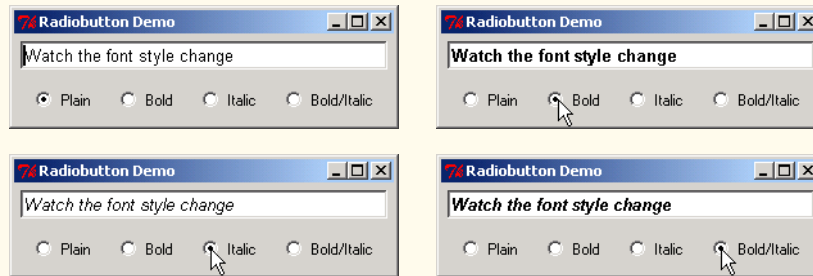 Radiobutton Demo
Watch the font style change
Plain Bold Italic Bold/Italic
Radiobutton Demo
Watch the font style change
Plain Bold Italic Bold/Italic
Radiobutton Demo
Watch the font style change
Plain Bold Italic Bold/Italic
Radiobutton Demo
Watch the font style change
Plain Bold Italic Bold/Italic